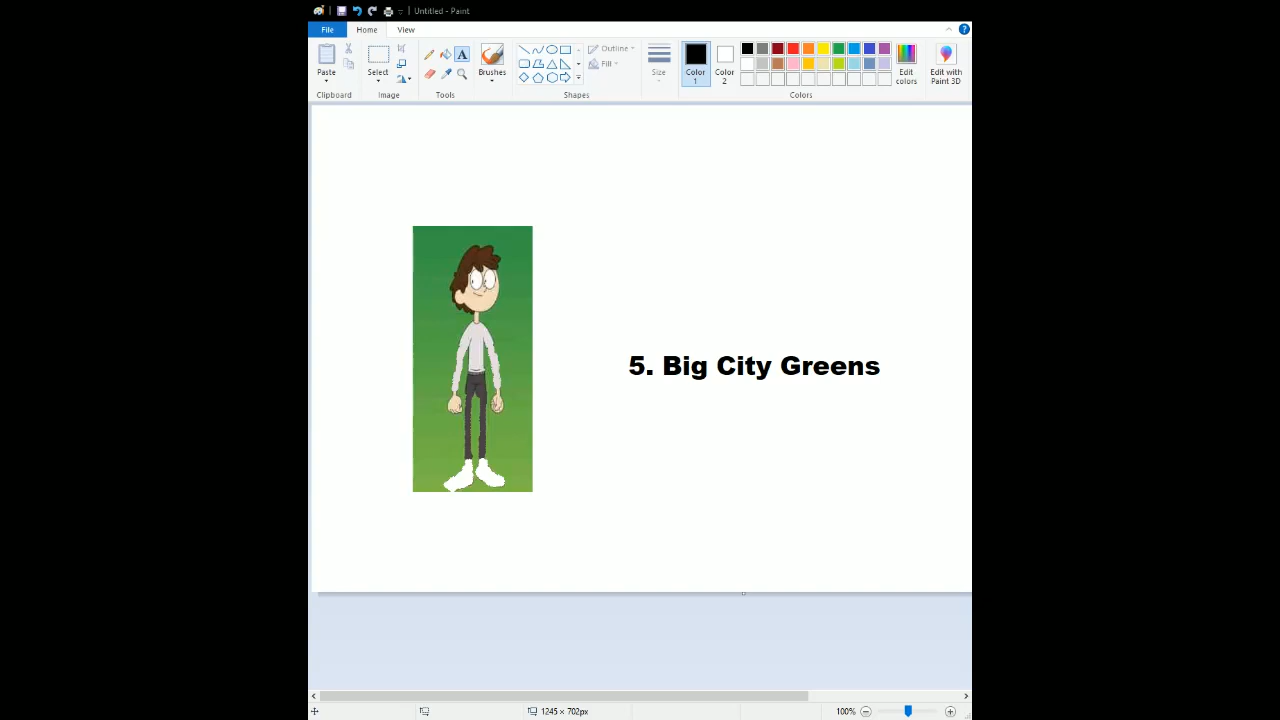 Untitled - Paint
File
Home
View
Paste
Select
A
Brushes
Outline
Fill
Size
Color 1
Color 2
Edit colors
Edit with Paint 3D
Clipboard
Image
Tools
Shapes
Colors
5. Big City Greens
1245 × 702px
100%